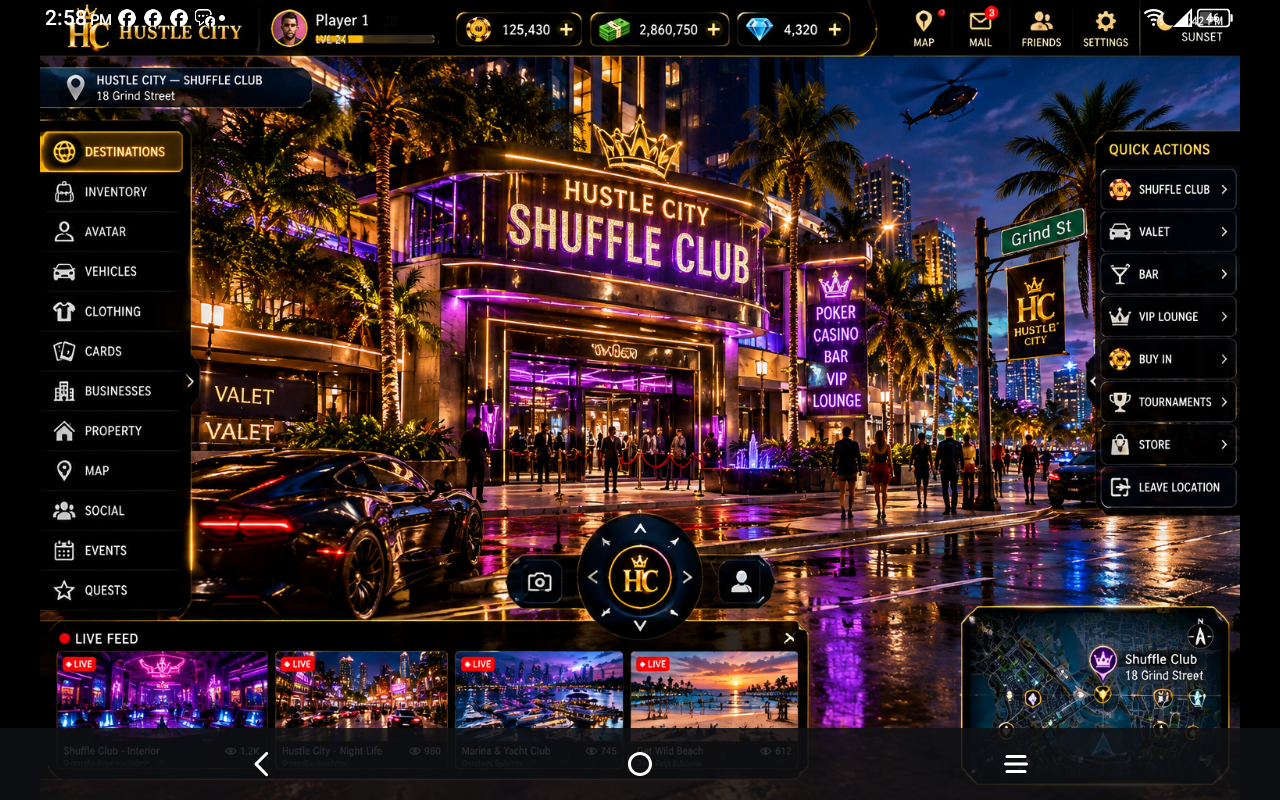 2:58 PM
HC HUSTLE CITY
Player 1
LVL 24
125,430 +
2,860,750 +
4,320 +
MAP
3
MAIL
FRIENDS
SETTINGS
46
SUNSET
HUSTLE CITY — SHUFFLE CLUB
18 Grind Street
DESTINATIONS
INVENTORY
AVATAR
VEHICLES
CLOTHING
CARDS
BUSINESSES
PROPERTY
MAP
SOCIAL
EVENTS
QUESTS
HUSTLE CITY
SHUFFLE CLUB
POKER
CASINO
BAR
VIP
LOUNGE
VALET
VALET
Grind St
HC
HUSTLE
CITY
QUICK ACTIONS
SHUFFLE CLUB
VALET
BAR
VIP LOUNGE
BUY IN
TOURNAMENTS
STORE
LEAVE LOCATION
HC
LIVE FEED
LIVE
LIVE
LIVE
LIVE
Shuffle Club - Interior
1.2K
Hustle City - Night Life
980
Marina & Yacht Club
745
Wild Beach
612
N
A
Shuffle Club
18 Grind Street